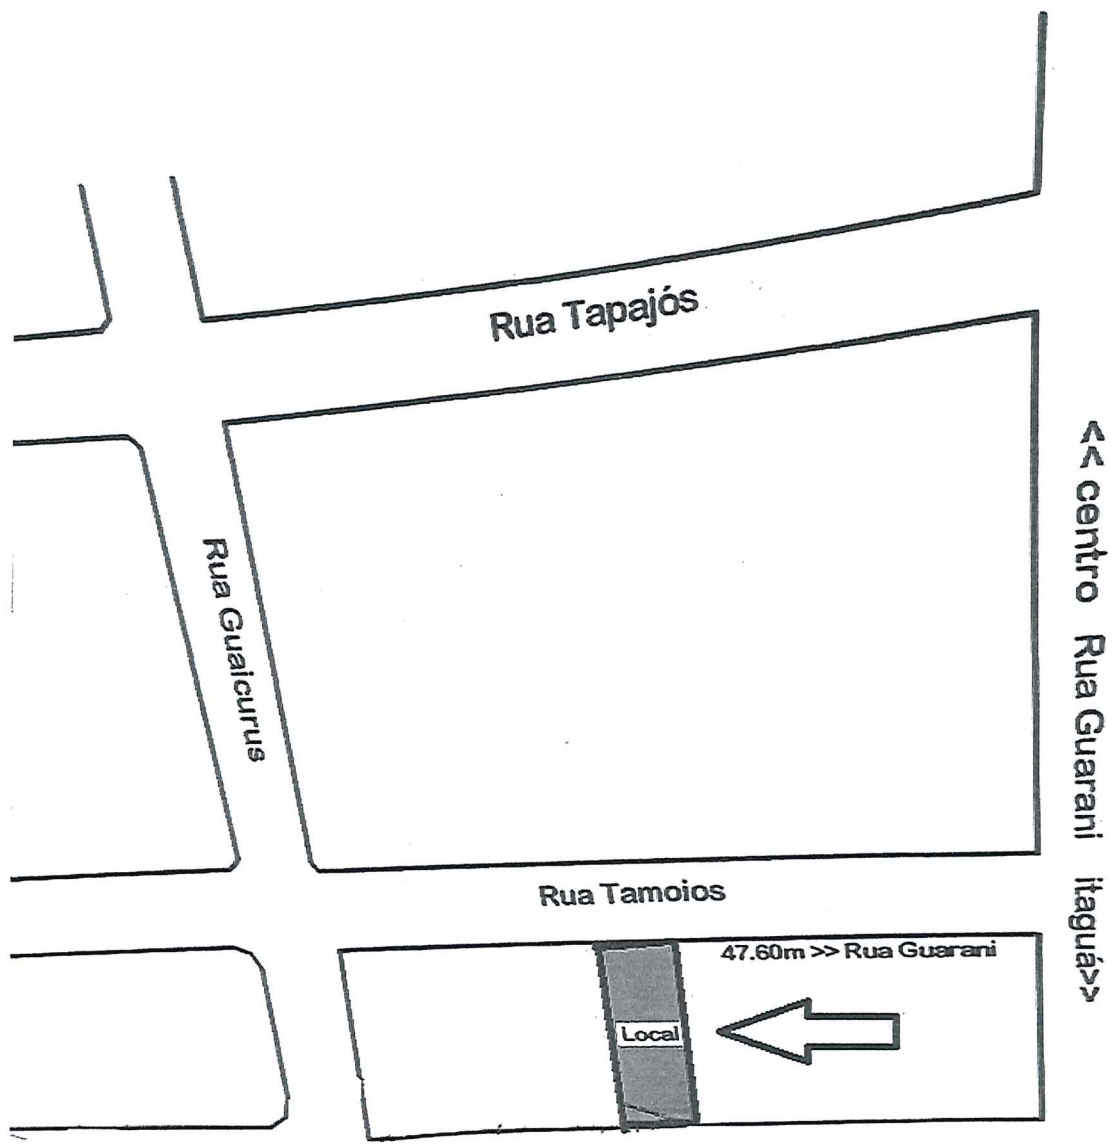 Rua Tapajós
<< centro Rua Guarani itaguá>>
Rua Guaicurus
Rua Tamoios
47.60m >> Rua Guarani
Local